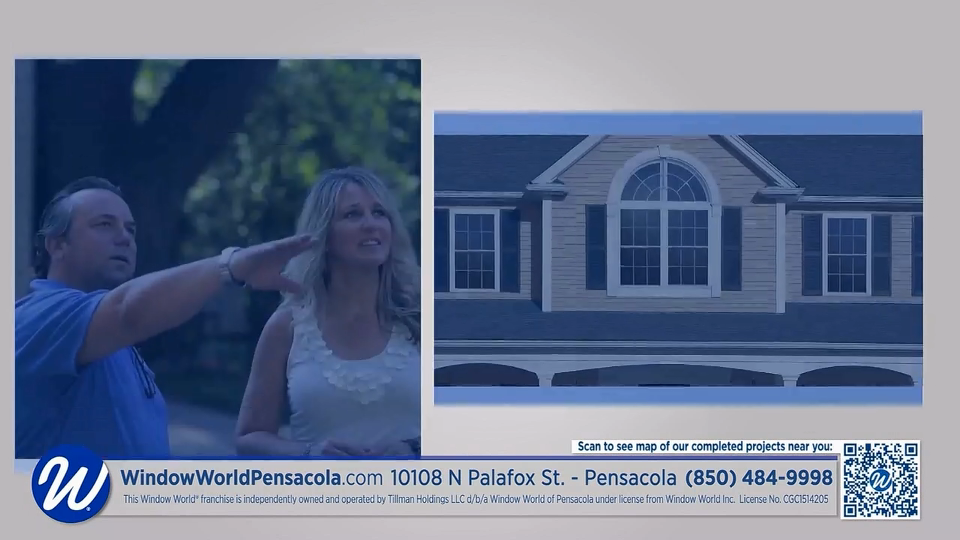 Scan to see map of our completed projects near you:
W WindowWorldPensacola.com 10108 N Palafox St. - Pensacola (850) 484-9998
This Window World® franchise is independently owned and operated by Tillman Holdings LLC d/b/a Window World of Pensacola under license from Window World Inc. License No. CGC1514205